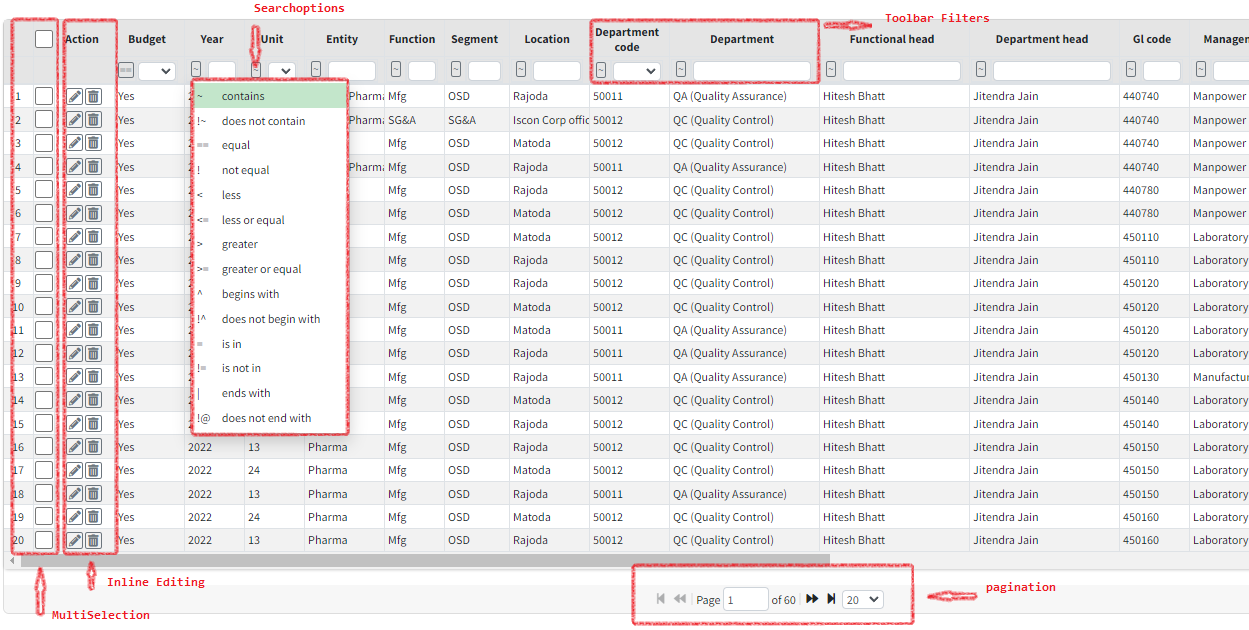 Searchoptions
Toolbar Filters
Action Budget Year Unit Entity Function Segment Location Department code Department Functional head Department head Gl code Manager
== ~ ~ ~ ~ ~ ~ ~ ~ ~ ~ ~
1 Yes Pharma Mfg OSD Rajoda 50011 QA (Quality Assurance) Hitesh Bhatt Jitendra Jain 440740 Manpower
2 Yes Pharma SG&A SG&A Iscon Corp offic 50012 QC (Quality Control) Hitesh Bhatt Jitendra Jain 440740 Manpower
3 Yes Mfg OSD Matoda 50012 QC (Quality Control) Hitesh Bhatt Jitendra Jain 440740 Manpower
4 Yes Pharma Mfg OSD Matoda 50011 QA (Quality Assurance) Hitesh Bhatt Jitendra Jain 440740 Manpower
5 Yes Mfg OSD Rajoda 50012 QC (Quality Control) Hitesh Bhatt Jitendra Jain 440780 Manpower
6 Yes Mfg OSD Matoda 50012 QC (Quality Control) Hitesh Bhatt Jitendra Jain 440780 Manpower
7 Yes Mfg OSD Matoda 50012 QC (Quality Control) Hitesh Bhatt Jitendra Jain 450110 Laboratory
8 Yes Mfg OSD Rajoda 50012 QC (Quality Control) Hitesh Bhatt Jitendra Jain 450110 Laboratory
9 Yes Mfg OSD Rajoda 50012 QC (Quality Control) Hitesh Bhatt Jitendra Jain 450120 Laboratory
10 Yes Mfg OSD Matoda 50012 QC (Quality Control) Hitesh Bhatt Jitendra Jain 450120 Laboratory
11 Yes Mfg OSD Matoda 50011 QA (Quality Assurance) Hitesh Bhatt Jitendra Jain 450120 Laboratory
12 Yes Mfg OSD Rajoda 50011 QA (Quality Assurance) Hitesh Bhatt Jitendra Jain 450120 Laboratory
13 Yes Mfg OSD Rajoda 50011 QA (Quality Assurance) Hitesh Bhatt Jitendra Jain 450130 Manufactur
14 Yes Mfg OSD Matoda 50012 QC (Quality Control) Hitesh Bhatt Jitendra Jain 450140 Laboratory
15 Yes Mfg OSD Rajoda 50012 QC (Quality Control) Hitesh Bhatt Jitendra Jain 450140 Laboratory
16 Yes 2022 13 Pharma Mfg OSD Rajoda 50012 QC (Quality Control) Hitesh Bhatt Jitendra Jain 450150 Laboratory
17 Yes 2022 24 Pharma Mfg OSD Matoda 50012 QC (Quality Control) Hitesh Bhatt Jitendra Jain 450150 Laboratory
18 Yes 2022 13 Pharma Mfg OSD Rajoda 50011 QA (Quality Assurance) Hitesh Bhatt Jitendra Jain 450150 Laboratory
19 Yes 2022 24 Pharma Mfg OSD Matoda 50012 QC (Quality Control) Hitesh Bhatt Jitendra Jain 450160 Laboratory
20 Yes 2022 13 Pharma Mfg OSD Rajoda 50012 QC (Quality Control) Hitesh Bhatt Jitendra Jain 450160 Laboratory
~ contains
!~ does not contain
== equal
! not equal
< less
<= less or equal
> greater
>= greater or equal
^ begins with
!^ does not begin with
= is in
!= is not in
| ends with
!@ does not end with
Inline Editing
MultiSelection
Page 1 of 60 20
pagination